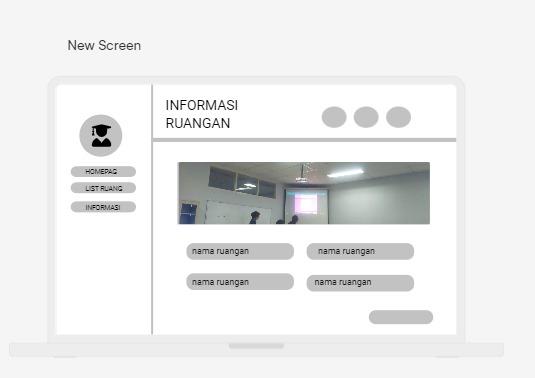 New Screen
INFORMASI
RUANGAN
HOMEPAG
LIST RUANG
INFORMASI
nama ruangan
nama ruangan
nama ruangan
nama ruangan